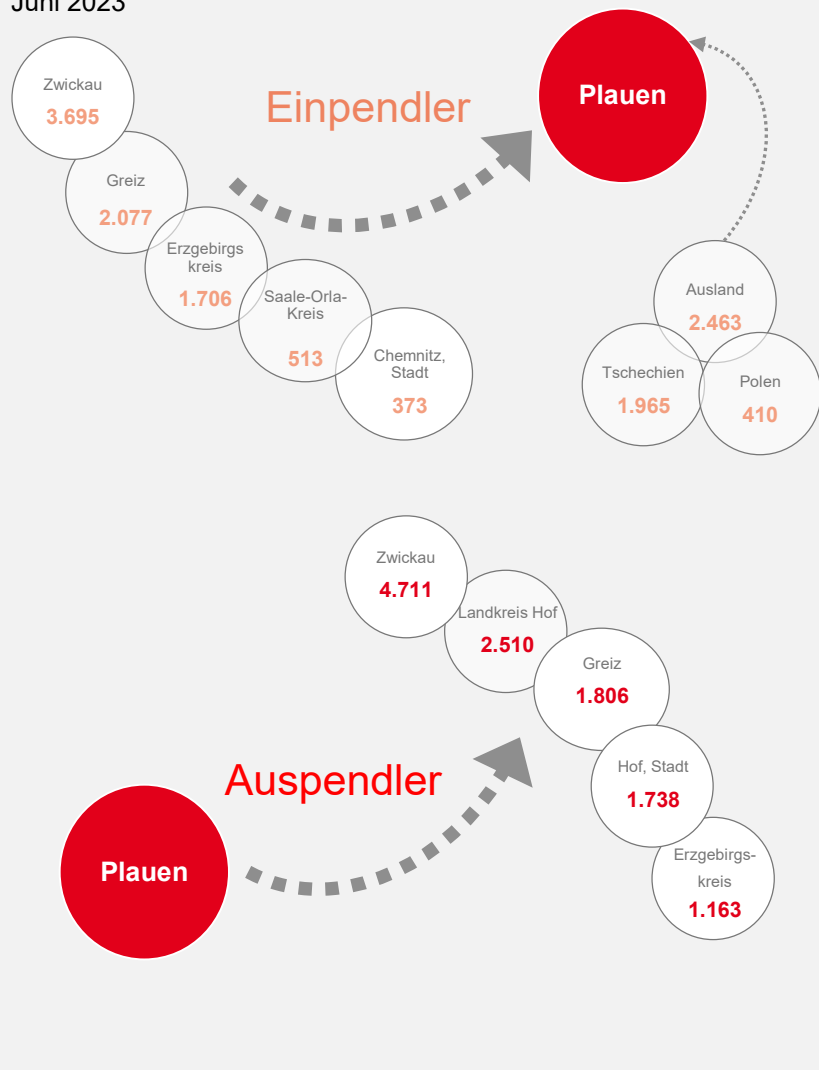 Juni 2023
Zwickau
3.695
Greiz
2.077
Erzgebirgs
kreis
1.706
Saale-Orla-
Kreis
513
Chemnitz,
Stadt
373
Einpendler
Plauen
Ausland
2.463
Tschechien
1.965
Polen
410
Zwickau
4.711
Landkreis Hof
2.510
Greiz
1.806
Hof, Stadt
1.738
Erzgebirgs-
kreis
1.163
Auspendler
Plauen